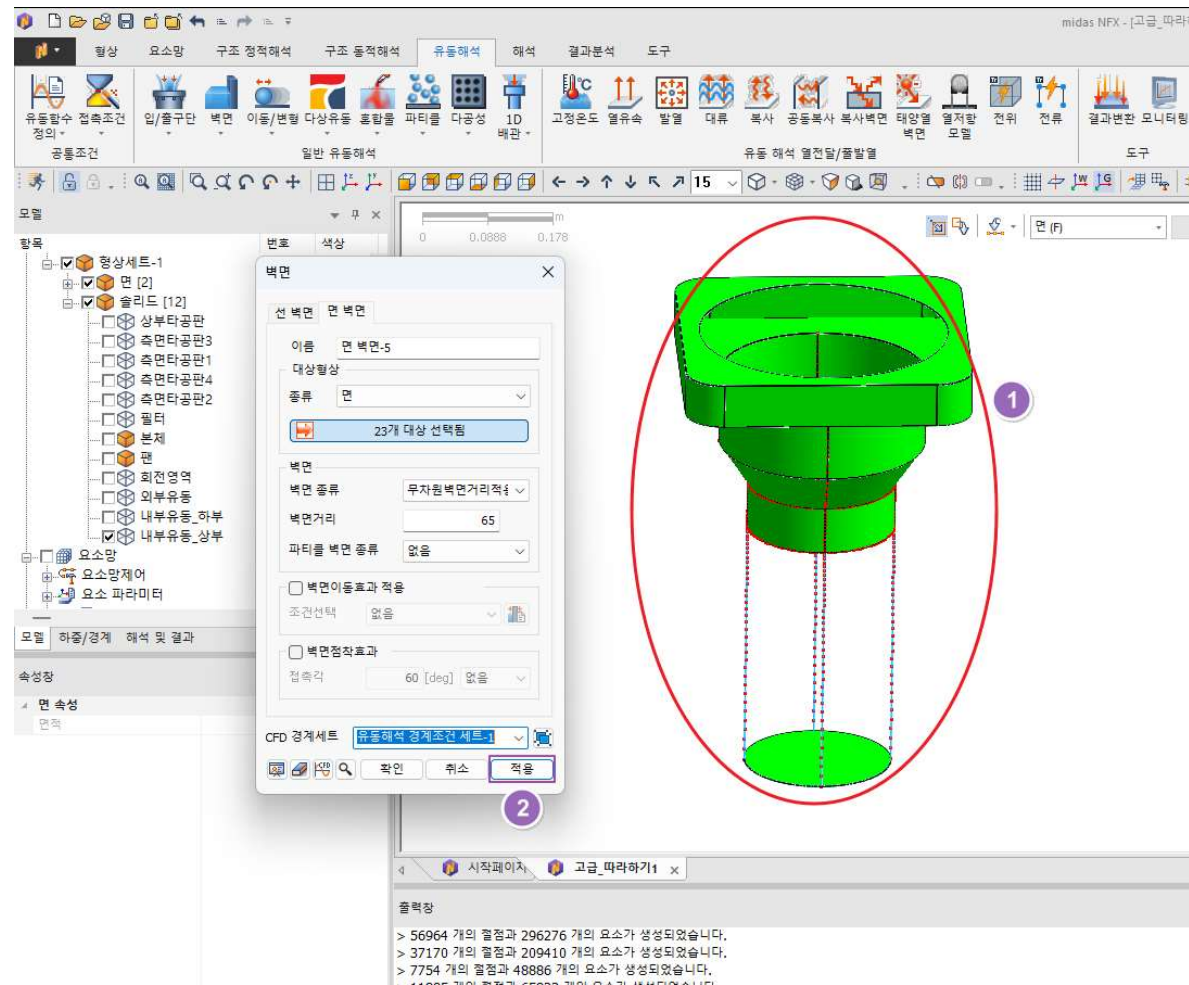 midas NFX - [고급_따라하
형상 요소망 구조 정적해석 구조 동적해석 유동해석 해석 결과분석 도구
유동함수 정의 접촉조건 입/출구단 벽면 이동/변형 다상유동 혼합물 파티클 다공성 1D 배관 고정온도 열유속 발열 대류 복사 공동복사 복사벽면 태양열 벽면 열저항 모델 전위 전류 결과변환 모니터링
공통조건 일반 유동해석 유동 해석 열전달/줄발열 도구
15
모델
항목 번호 색상
형상세트-1
면 [2]
솔리드 [12]
상부타공판
측면타공판3
측면타공판1
측면타공판4
측면타공판2
필터
본체
팬
회전영역
외부유동
내부유동_하부
내부유동_상부
요소망
요소망제어
요소 파라미터
모델 하중/경계 해석 및 결과
속성창
면 속성
면적
벽면
선 벽면 면 벽면
이름 면 벽면-5
대상형상
종류 면
23개 대상 선택됨
벽면
벽면 종류 무차원벽면거리적용
벽면거리 65
파티클 벽면 종류 없음
벽면이동효과 적용
조건선택 없음
벽면점착효과
접촉각 60 [deg] 없음
CFD 경계세트 유동해석 경계조건 세트-1
확인 취소 적용
2
m
0 0.0888 0.178
면 (F)
1
시작페이지 고급_따라하기1
출력창
> 56964 개의 절점과 296276 개의 요소가 생성되었습니다.
> 37170 개의 절점과 209410 개의 요소가 생성되었습니다.
> 7754 개의 절점과 48886 개의 요소가 생성되었습니다.